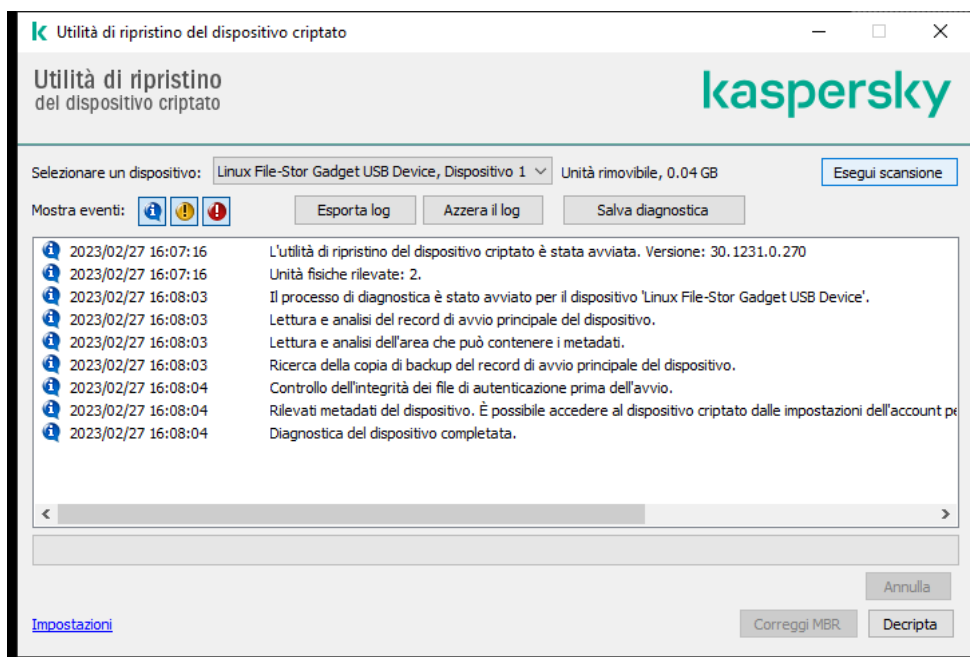 Utilità di ripristino del dispositivo criptato
Utilità di ripristino
del dispositivo criptato
kaspersky
Selezionare un dispositivo: Linux File-Stor Gadget USB Device, Dispositivo 1 Unità rimovibile, 0.04 GB Esegui scansione
Mostra eventi: Esporta log Azzera il log Salva diagnostica
2023/02/27 16:07:16 L'utilità di ripristino del dispositivo criptato è stata avviata. Versione: 30.1231.0.270
2023/02/27 16:07:16 Unità fisiche rilevate: 2.
2023/02/27 16:08:03 Il processo di diagnostica è stato avviato per il dispositivo 'Linux File-Stor Gadget USB Device'.
2023/02/27 16:08:03 Lettura e analisi del record di avvio principale del dispositivo.
2023/02/27 16:08:03 Lettura e analisi dell'area che può contenere i metadati.
2023/02/27 16:08:03 Ricerca della copia di backup del record di avvio principale del dispositivo.
2023/02/27 16:08:04 Controllo dell'integrità dei file di autenticazione prima dell'avvio.
2023/02/27 16:08:04 Rilevati metadati del dispositivo. È possibile accedere al dispositivo criptato dalle impostazioni dell'account
2023/02/27 16:08:04 Diagnostica del dispositivo completata.
Annulla
Impostazioni Correggi MBR Decripta